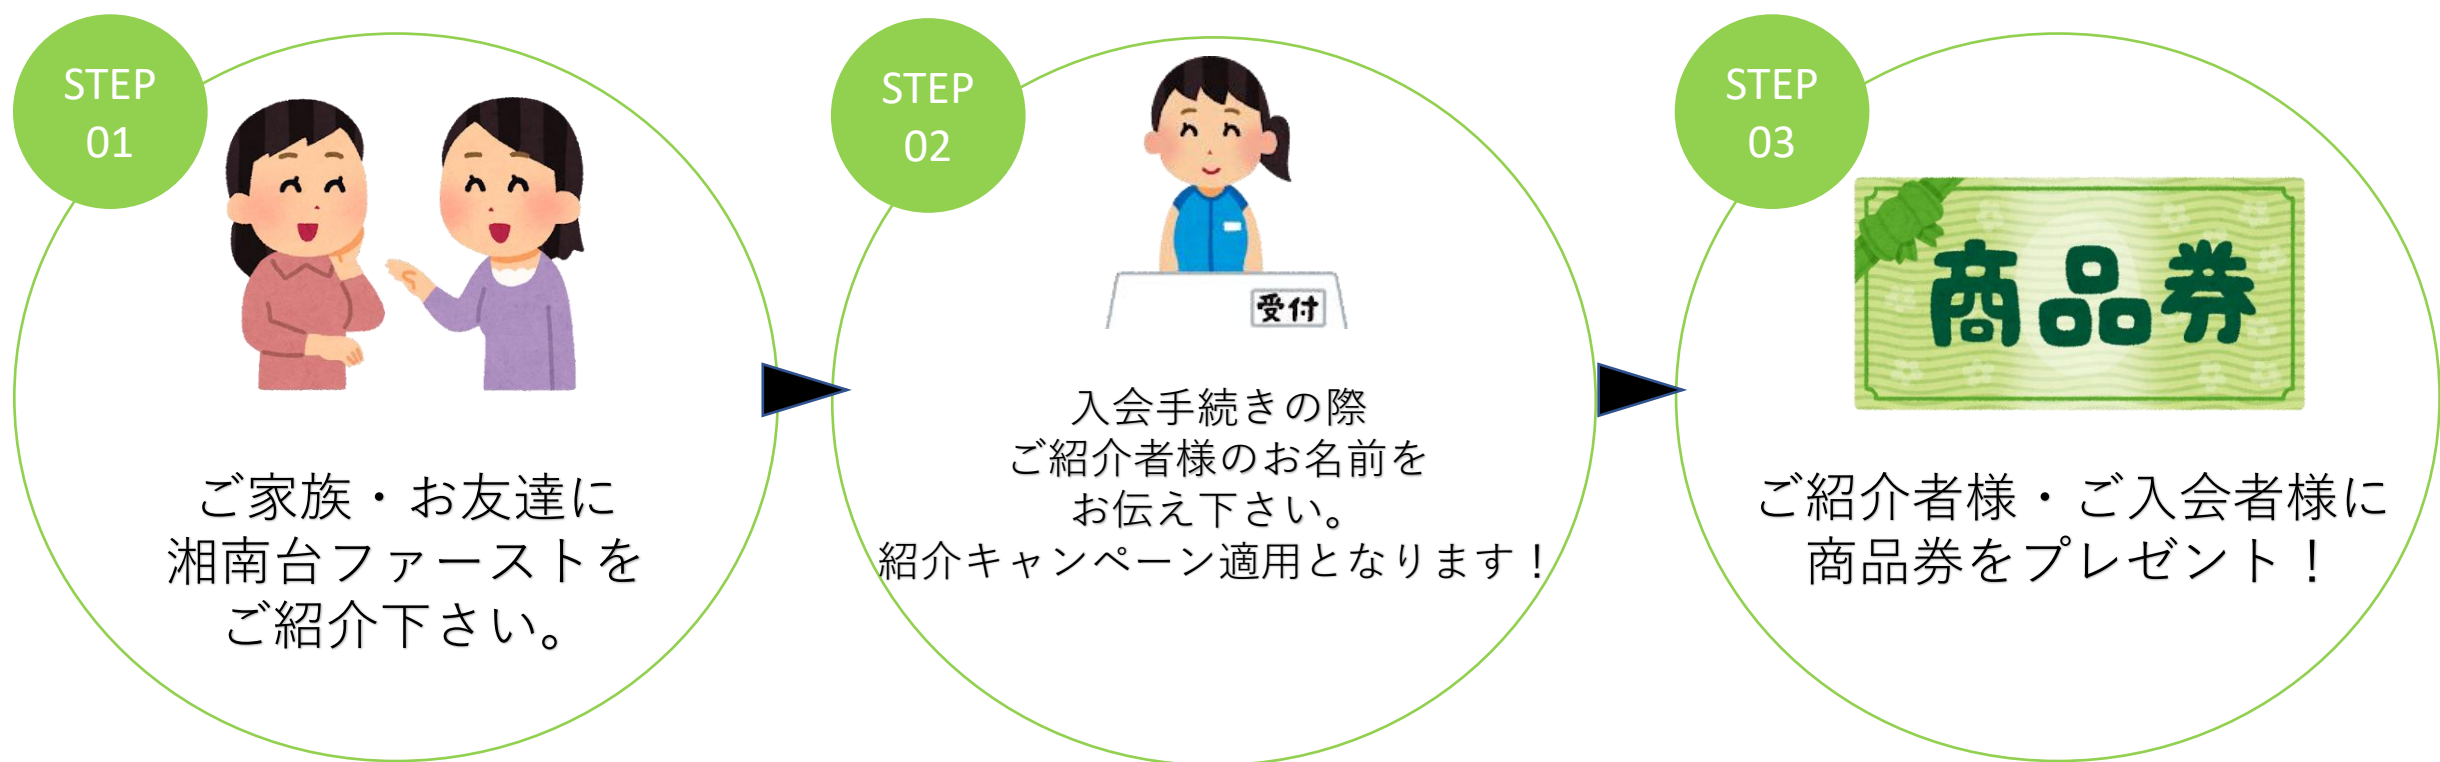 STEP
01
ご家族・お友達に
湘南台ファーストを
ご紹介下さい。
STEP
02
受付
入会手続きの際
ご紹介者様のお名前を
お伝え下さい。
紹介キャンペーン適用となります！
STEP
03
商品券
ご紹介者様・ご入会者様に
商品券をプレゼント！